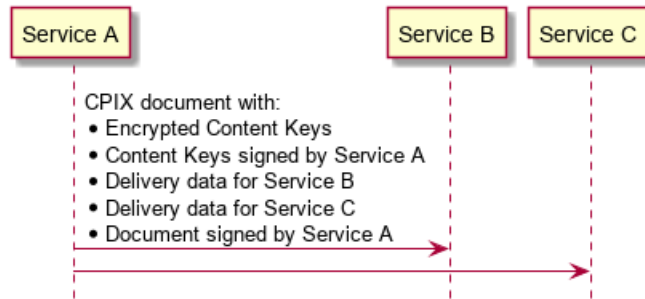 Service A
Service B
Service C
CPIX document with:
• Encrypted Content Keys
• Content Keys signed by Service A
• Delivery data for Service B
• Delivery data for Service C
• Document signed by Service A